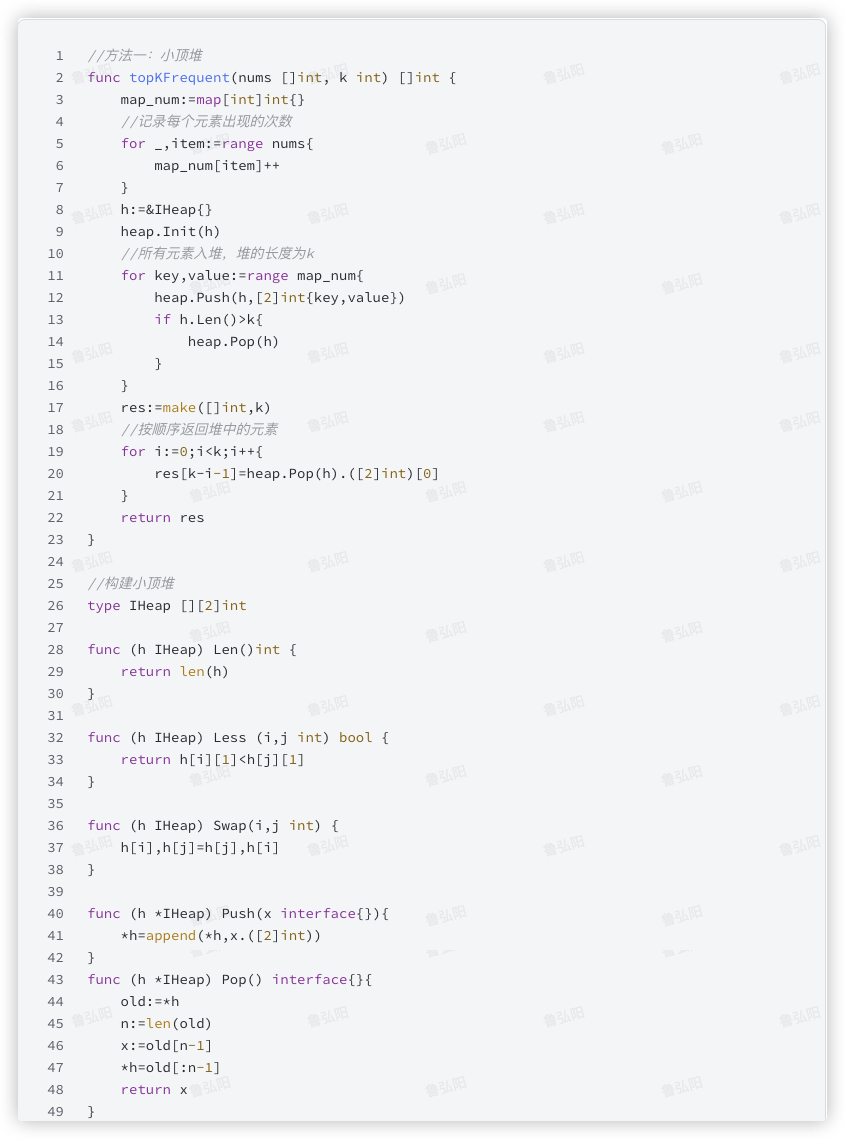 1 //方法一：小顶堆
2 func topKFrequent(nums []int, k int) []int {
3     map_num:=map[int]int{}
4     //记录每个元素出现的次数
5     for _,item:=range nums{
6         map_num[item]++
7     }
8     h:=&IHeap{}
9     heap.Init(h)
10     //所有元素入堆，堆的长度为k
11     for key,value:=range map_num{
12         heap.Push(h,[2]int{key,value})
13         if h.Len()>k{
14             heap.Pop(h)
15         }
16     }
17     res:=make([]int,k)
18     //按顺序返回堆中的元素
19     for i:=0;i<k;i++{
20         res[k-i-1]=heap.Pop(h).([2]int)[0]
21     }
22     return res
23 }
24
25 //构建小顶堆
26 type IHeap [][2]int
27
28 func (h IHeap) Len()int {
29     return len(h)
30 }
31
32 func (h IHeap) Less (i,j int) bool {
33     return h[i][1]<h[j][1]
34 }
35
36 func (h IHeap) Swap(i,j int) {
37     h[i],h[j]=h[j],h[i]
38 }
39
40 func (h *IHeap) Push(x interface{}){
41     *h=append(*h,x.([2]int))
42 }
43 func (h *IHeap) Pop() interface{}{
44     old:=*h
45     n:=len(old)
46     x:=old[n-1]
47     *h=old[:n-1]
48     return x
49 }
鲁弘阳